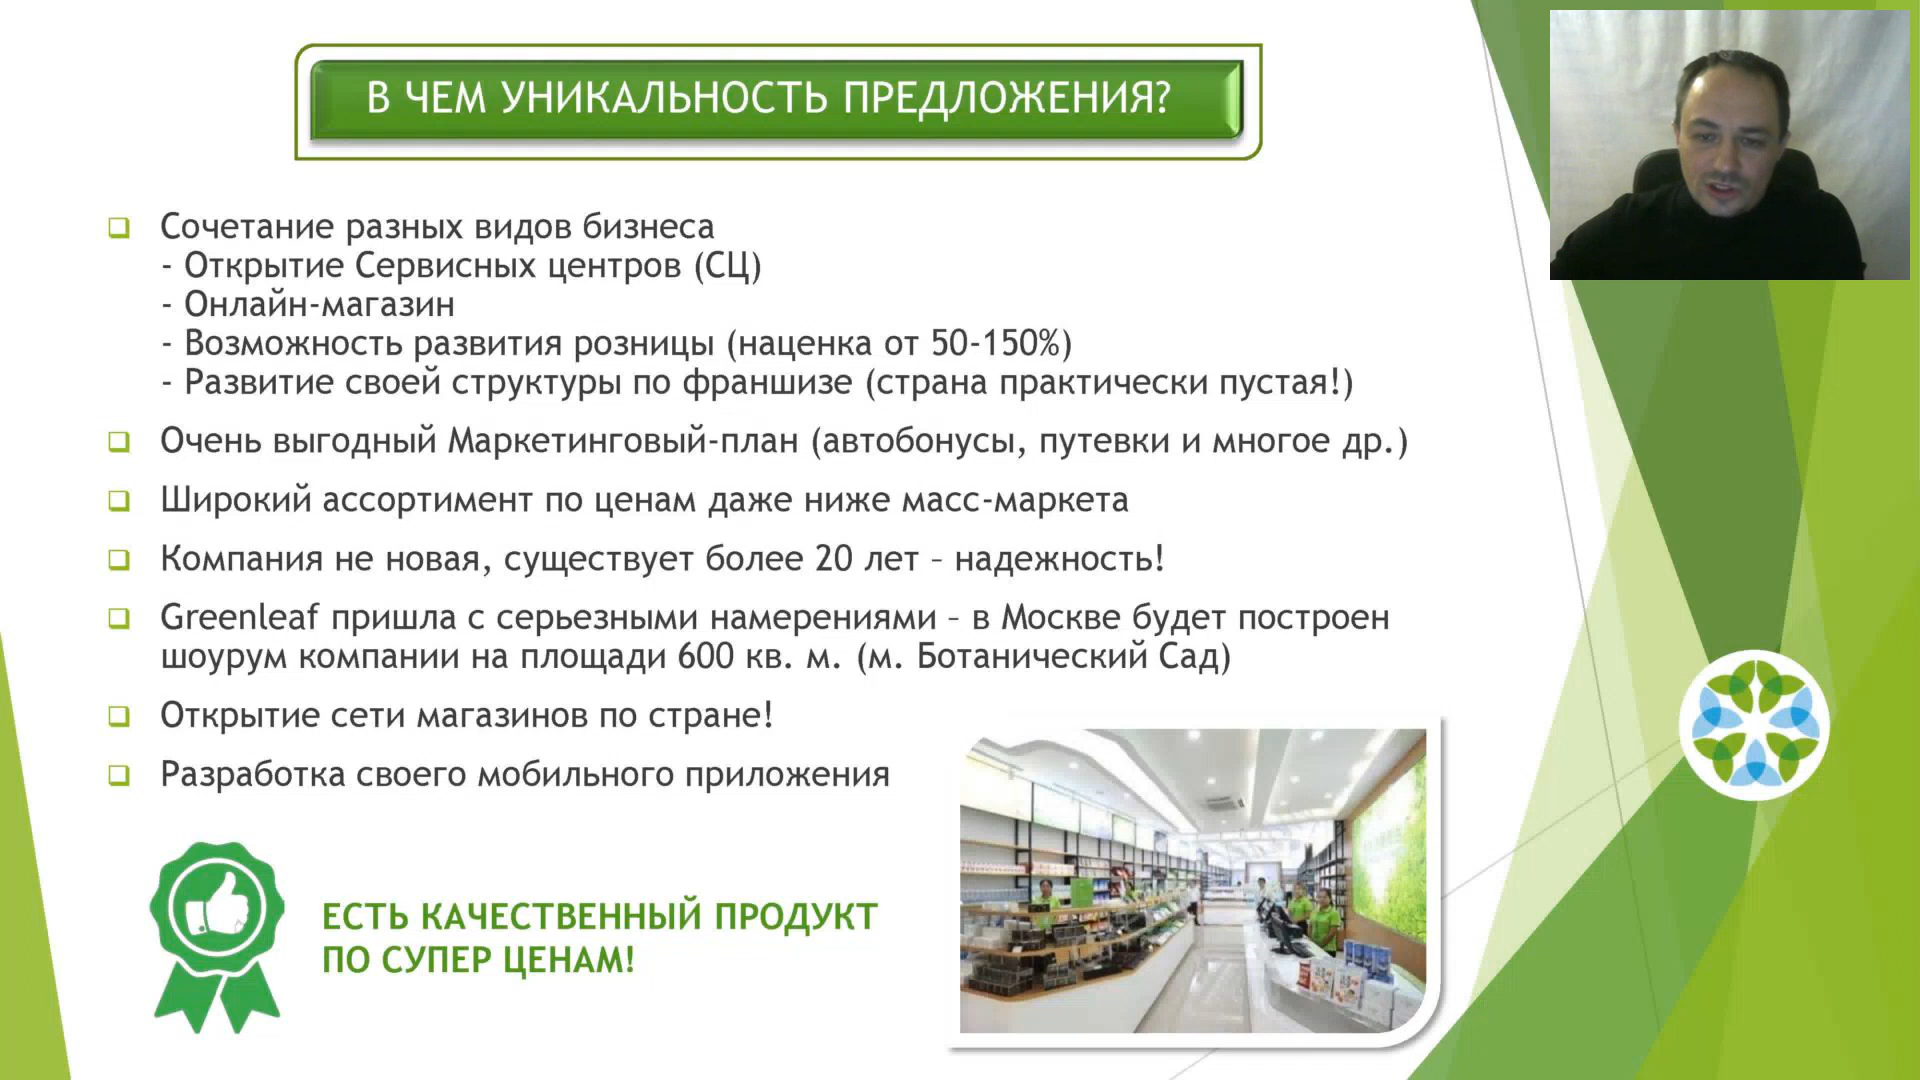 В ЧЕМ УНИКАЛЬНОСТЬ ПРЕДЛОЖЕНИЯ?
Сочетание разных видов бизнеса
- Открытие Сервисных центров (СЦ)
- Онлайн-магазин
- Возможность развития розницы (наценка от 50-150%)
- Развитие своей структуры по франшизе (страна практически пустая!)
Очень выгодный Маркетинговый-план (автобонусы, путевки и многое др.)
Широкий ассортимент по ценам даже ниже масс-маркета
Компания не новая, существует более 20 лет – надежность!
Greenleaf пришла с серьезными намерениями – в Москве будет построен
шоурум компании на площади 600 кв. м. (м. Ботанический Сад)
Открытие сети магазинов по стране!
Разработка своего мобильного приложения
ЕСТЬ КАЧЕСТВЕННЫЙ ПРОДУКТ
ПО СУПЕР ЦЕНАМ!